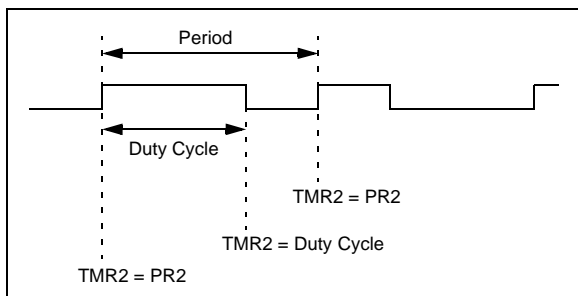 Period
Duty Cycle
TMR2 = PR2
TMR2 = Duty Cycle
TMR2 = PR2